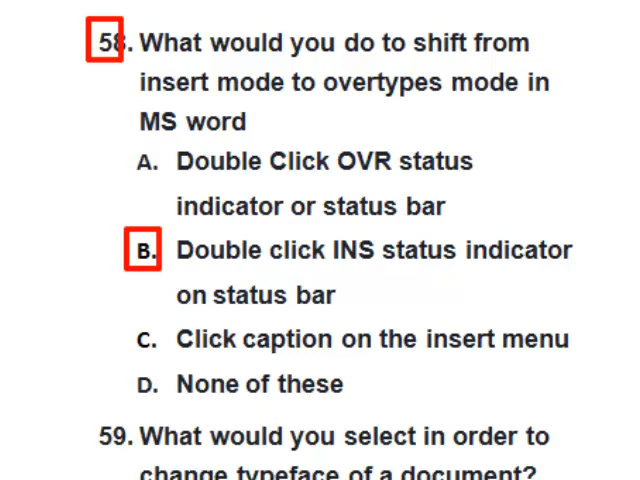 58. What would you do to shift from
insert mode to overtypes mode in
MS word
A. Double Click OVR status
indicator or status bar
B. Double click INS status indicator
on status bar
C. Click caption on the insert menu
D. None of these
59. What would you select in order to
change typeface of a document?